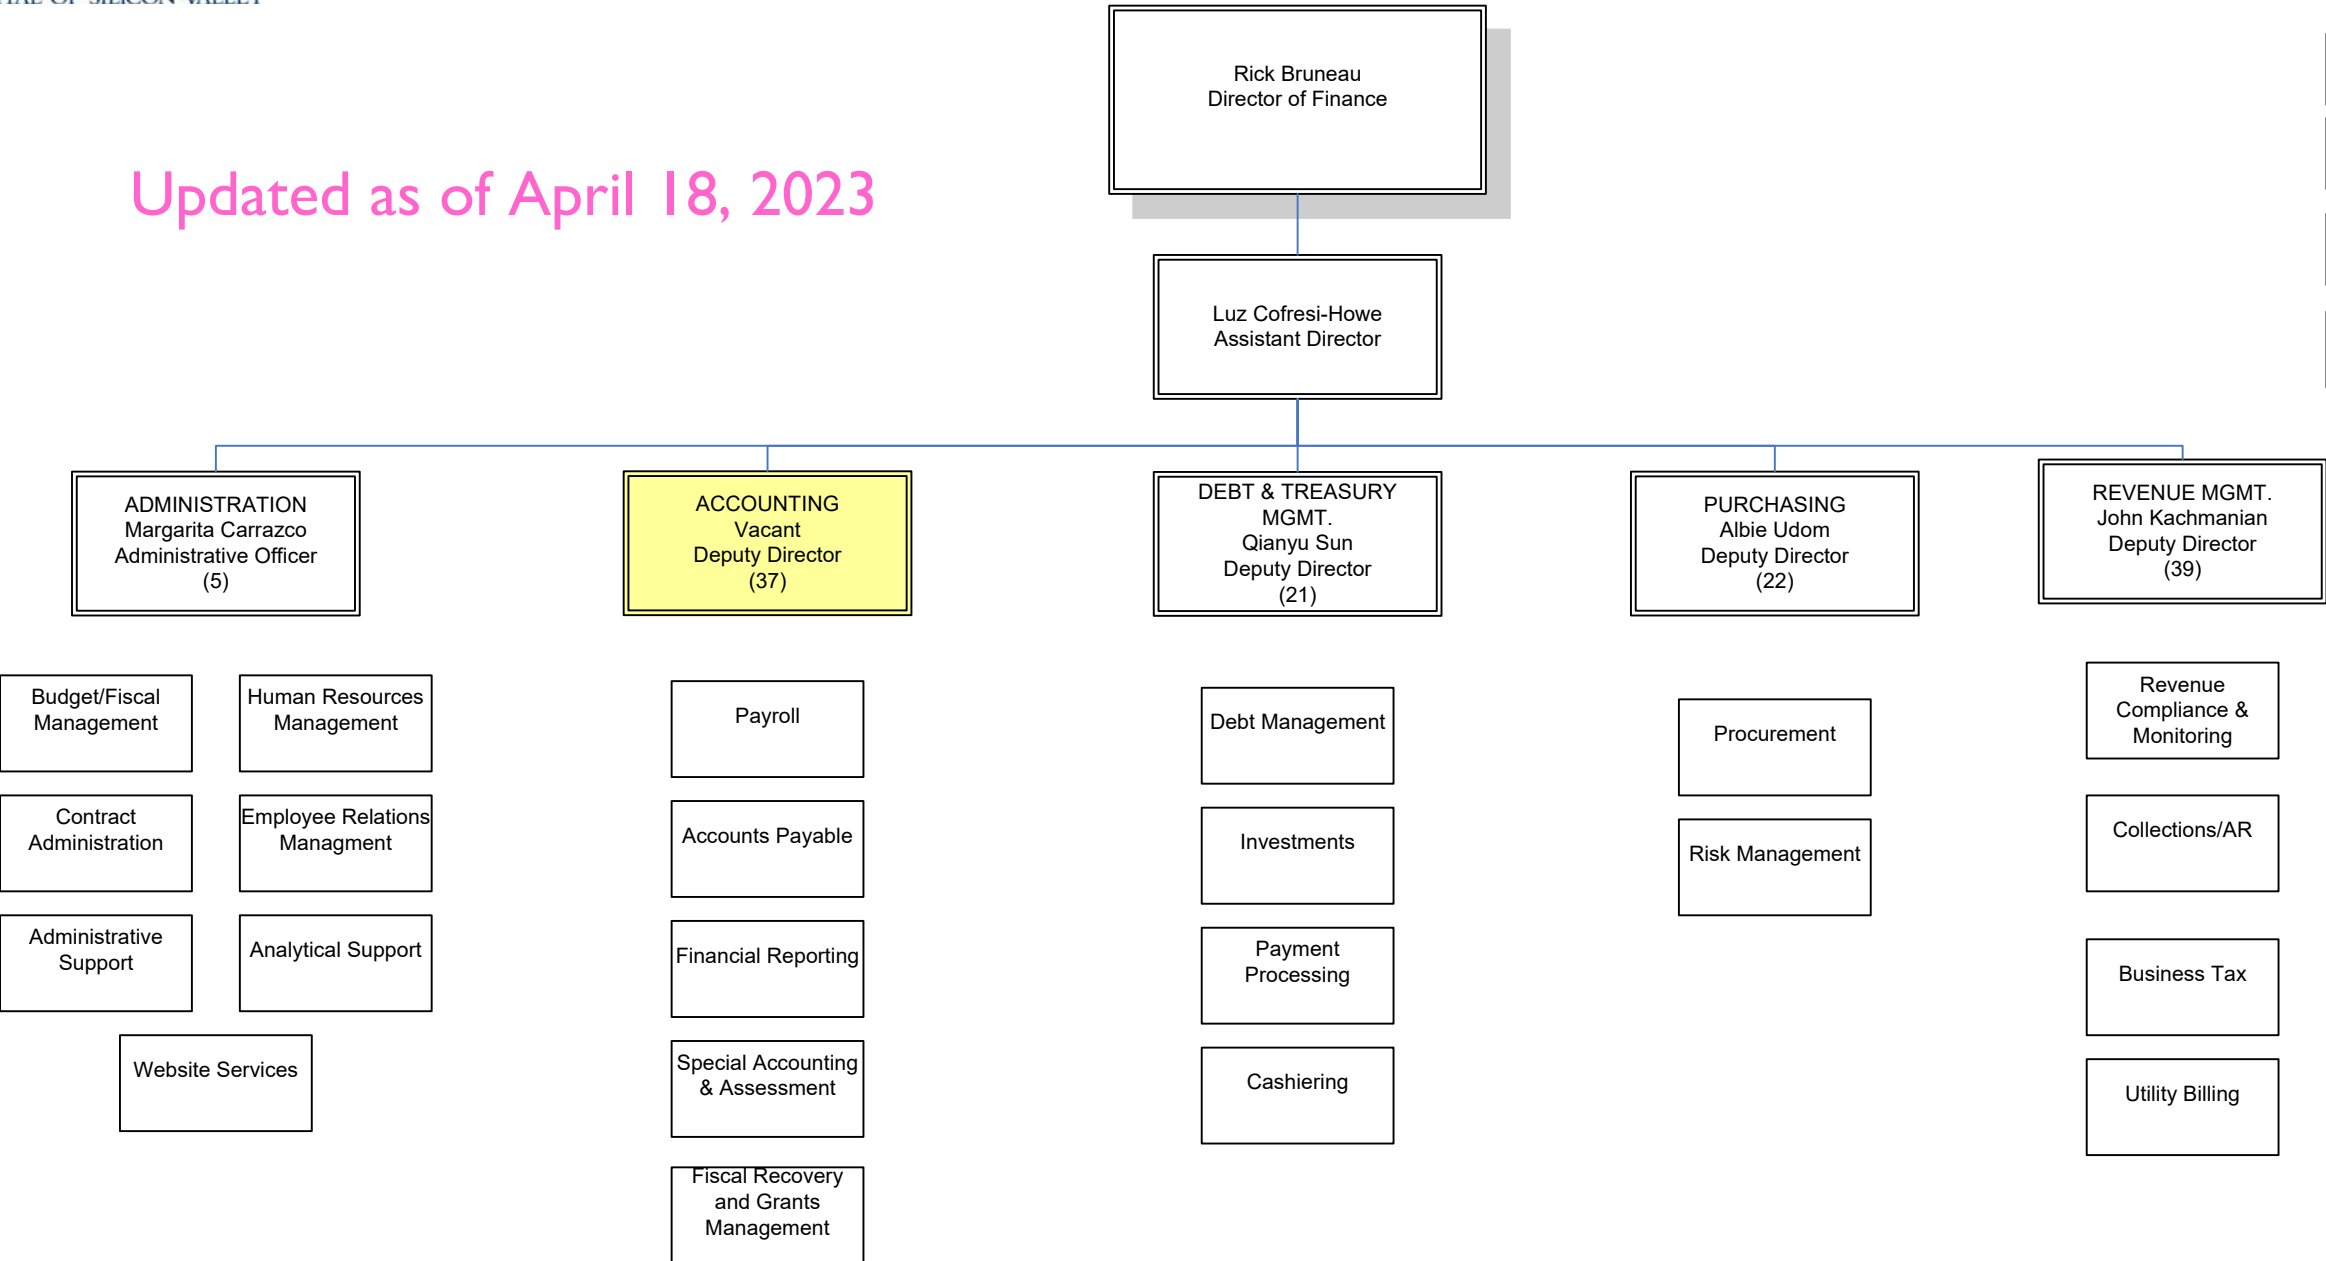 OF SILICON VALLEY
Rick Bruneau
Director of Finance
Updated as of April 18, 2023
Luz Cofresi-Howe
Assistant Director
ADMINISTRATION
Margarita Carrazco
Administrative Officer
(5)
ACCOUNTING
Vacant
Deputy Director
(37)
DEBT & TREASURY
MGMT.
Qianyu Sun
Deputy Director
(21)
PURCHASING
Albie Udom
Deputy Director
(22)
REVENUE MGMT.
John Kachmanian
Deputy Director
(39)
Budget/Fiscal
Management
Human Resources
Management
Contract
Administration
Employee Relations
Managment
Administrative
Support
Analytical Support
Website Services
Payroll
Accounts Payable
Financial Reporting
Special Accounting
& Assessment
Fiscal Recovery
and Grants
Management
Debt Management
Investments
Payment
Processing
Cashiering
Procurement
Risk Management
Revenue
Compliance &
Monitoring
Collections/AR
Business Tax
Utility Billing